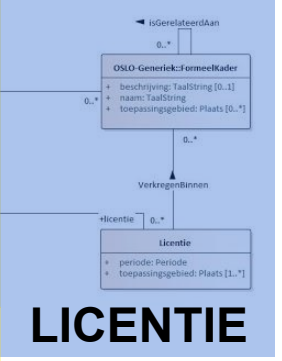 ◄ isGerelateerdAan
0..*
OSLO-Generiek::FormeelKader
+ beschrijving: TaalString [0..1]
+ naam: TaalString
+ toepassingsgebied: Plaats [0..*]
0..*
0..*
VerkregenBinnen
+licentie 0..*
Licentie
+ periode: Periode
+ toepassingsgebied: Plaats [1..*]
LICENTIE